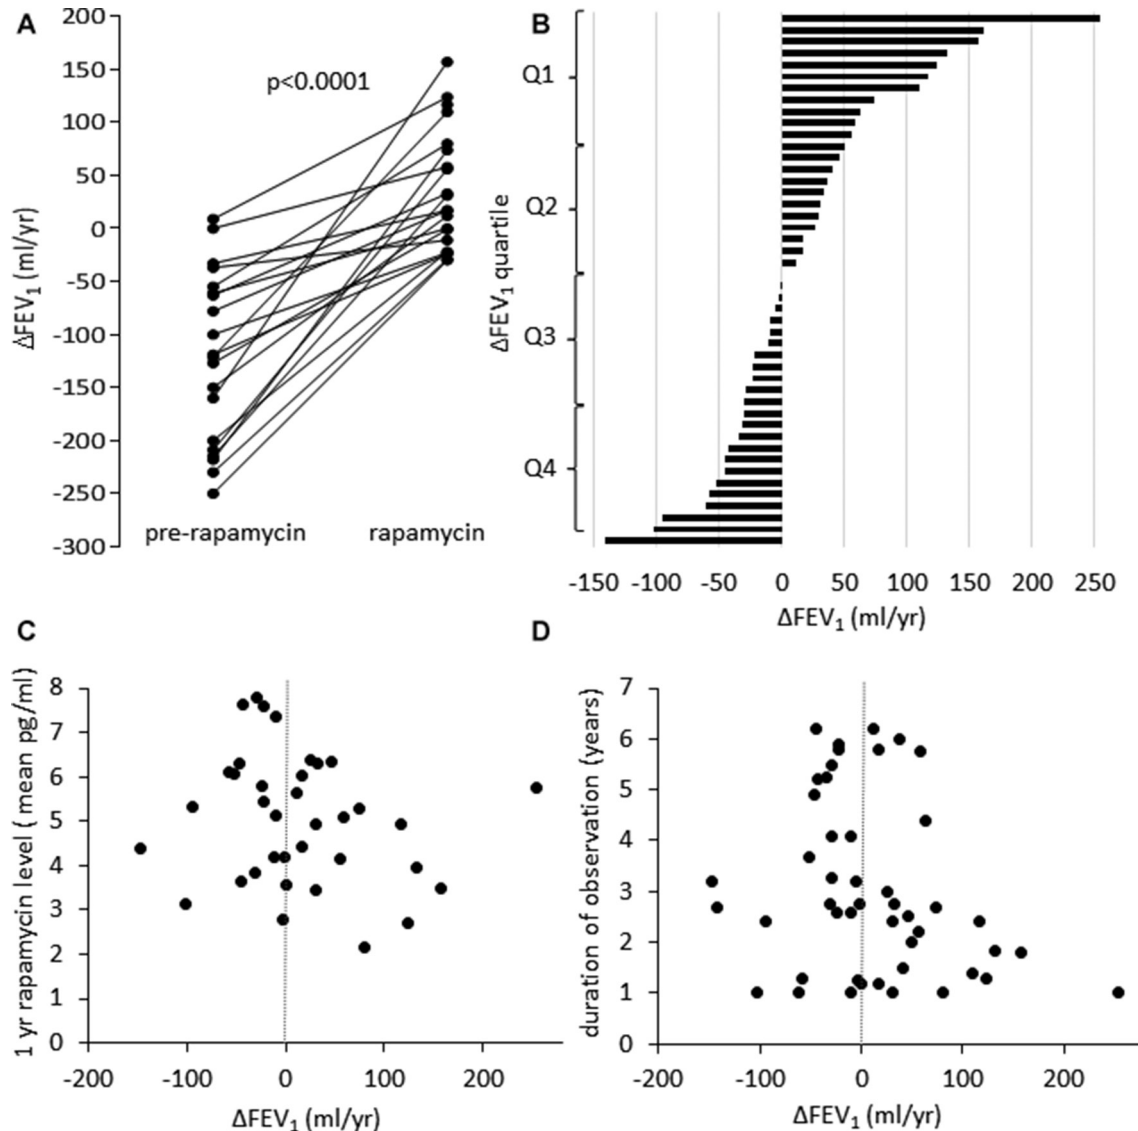 A
200
150
100
50
0
-50
-100
-150
-200
-250
-300
ΔFEV1 (ml/yr)
p<0.0001
pre-rapamycin rapamycin
B
ΔFEV1 quartile
Q1
Q2
Q3
Q4
-150 -100 -50 0 50 100 150 200 250
ΔFEV1 (ml/yr)
C
1 yr rapamycin level ( mean pg/ml)
8
7
6
5
4
3
2
1
0
-200 -100 0 100 200
ΔFEV1 (ml/yr)
D
duration of observation (years)
7
6
5
4
3
2
1
0
-200 -100 0 100 200
ΔFEV1 (ml/yr)